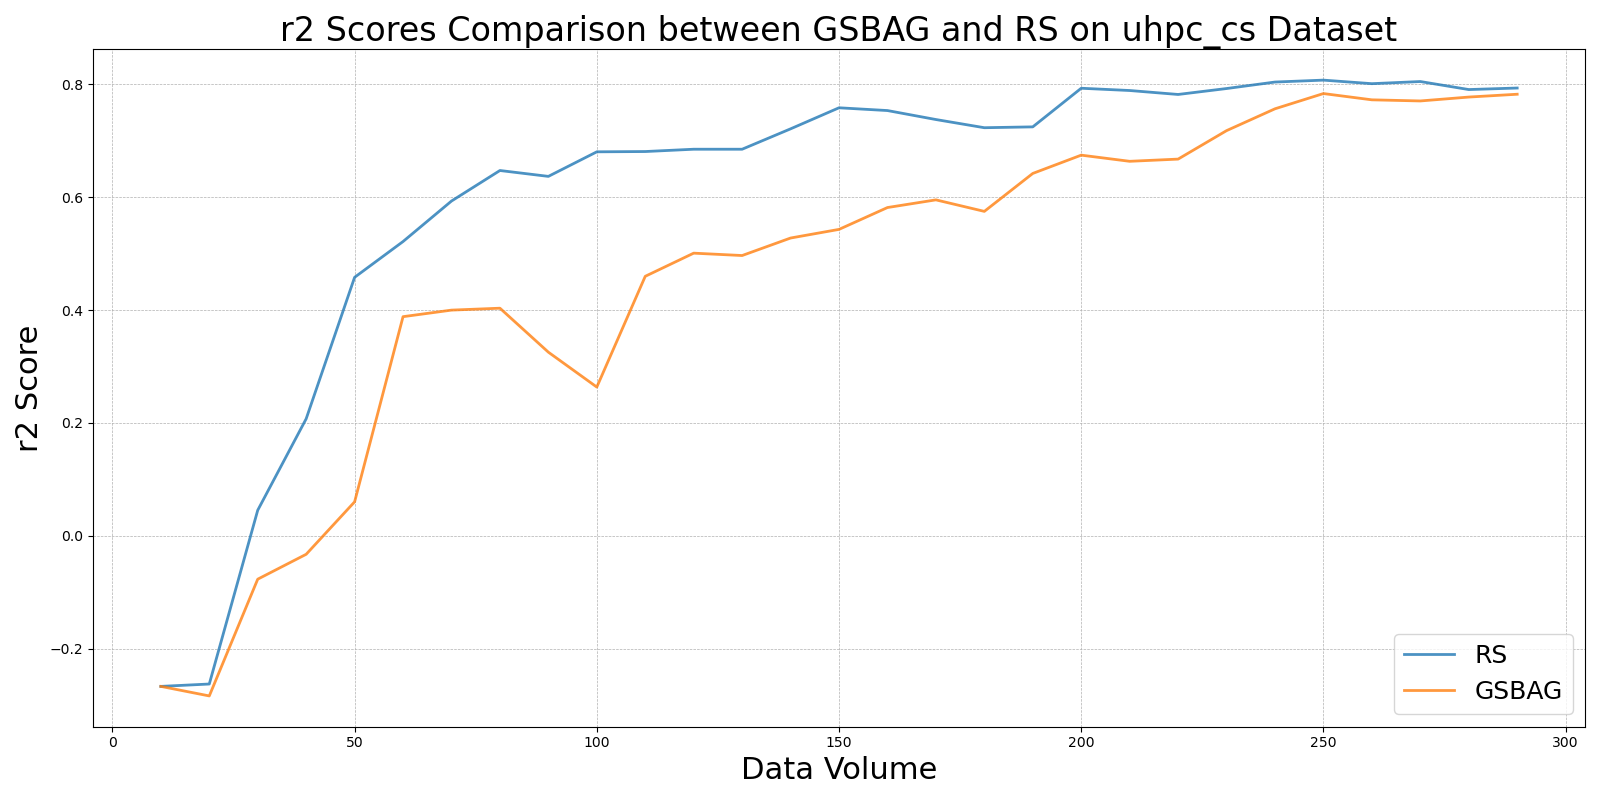 r2 Scores Comparison between GSBAG and RS on uhpc_cs Dataset
r2 Score
0.8
0.6
0.4
0.2
0.0
−0.2
RS
GSBAG
0 50 100 150 200 250 300
Data Volume